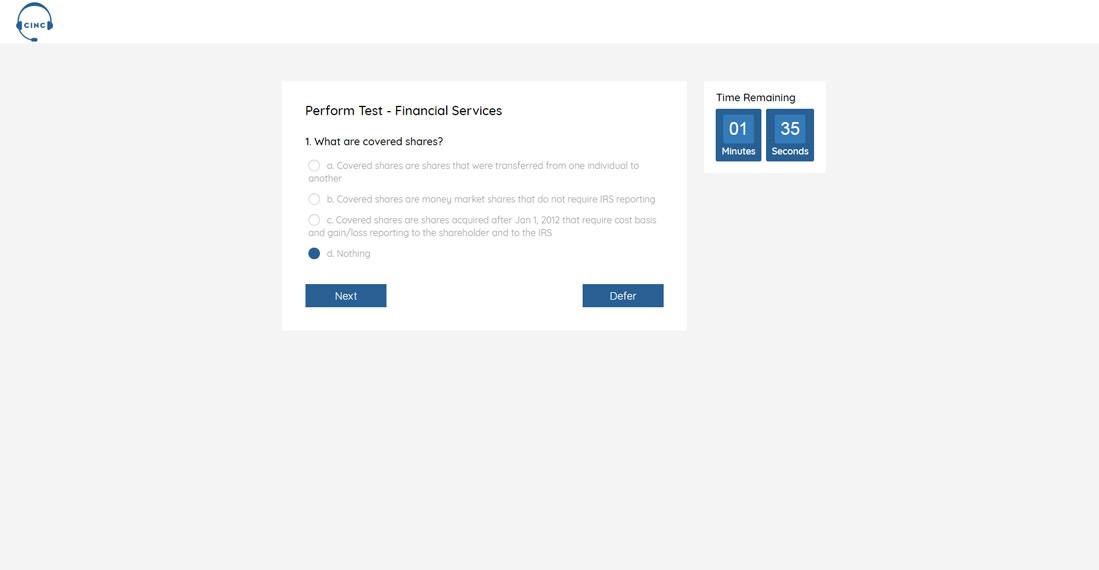 CINC
Perform Test - Financial Services
Time Remaining
01
35
Minutes
Seconds
1. What are covered shares?
a. Covered shares are shares that were transferred from one individual to
another
b. Covered shares are money market shares that do not require IRS reporting
c. Covered shares are shares acquired after Jan 1, 2012 that require cost basis
and gain/loss reporting to the shareholder and to the IRS
d. Nothing
Next
Defer